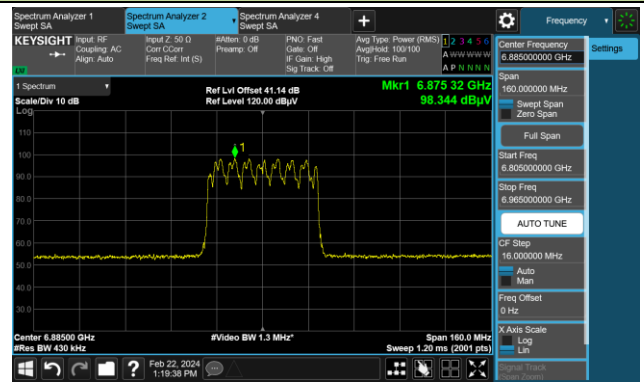 Spectrum Analyzer 1
Swept SA
Spectrum Analyzer 2
Swept SA
Spectrum Analyzer 4
Swept SA
+
Frequency
KEYSIGHT
Input: RF
Coupling: AC
Align: Auto
Input Z: 50 Ω
Corr CCorr
Freq Ref: Int (S)
#Atten: 0 dB
Preamp: Off
PNO: Fast
Gate: Off
IF Gain: High
Sig Track: Off
Avg Type: Power (RMS)
Avg|Hold: 100/100
Trig: Free Run
1 2 3 4 5 6
A W W W W W
A P N N N N
LW
1 Spectrum
Scale/Div 10 dB
Log
Ref Lvl Offset 41.14 dB
Ref Level 120.00 dBµV
Mkr1 6.875 32 GHz
98.344 dBµV
1
110
100
90.0
80.0
70.0
60.0
50.0
40.0
30.0
Center 6.88500 GHz
#Res BW 430 kHz
#Video BW 1.3 MHz*
Span 160.0 MHz
Sweep 1.20 ms (2001 pts)
Center Frequency
6.885000000 GHz
Settings
Span
160.000000 MHz
Swept Span
Zero Span
Full Span
Start Freq
6.805000000 GHz
Stop Freq
6.965000000 GHz
AUTO TUNE
CF Step
16.000000 MHz
Auto
Man
Freq Offset
0 Hz
X Axis Scale
Log
Lin
Signal Track
(Span Zoom)
?
Feb 22, 2024
1:19:38 PM